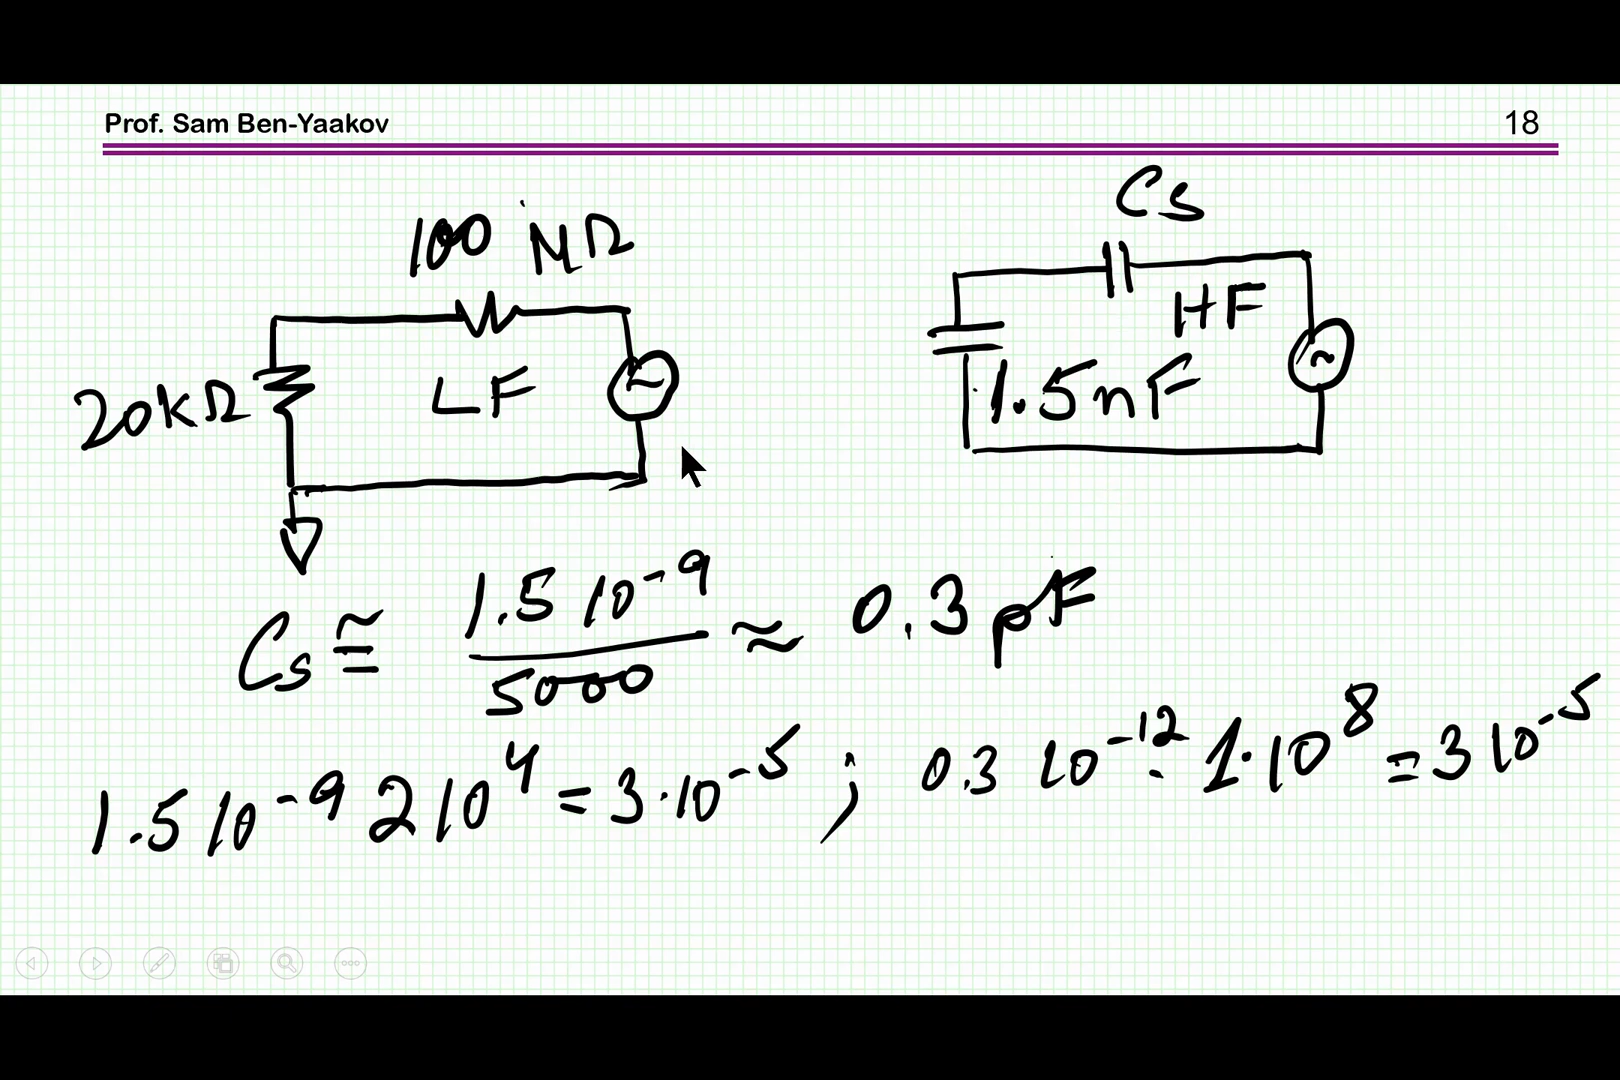 Prof. Sam Ben-Yaakov
18
100 MΩ
20kΩ
LF
Cs
HF
1.5nF
Cs ≅ 1.5 10⁻⁹ / 5000 ≈ 0.3 pF
1.5 10⁻⁹ 2 10⁴ = 3·10⁻⁵ ; 0.3 10⁻¹² · 1·10⁸ = 3 10⁻⁵